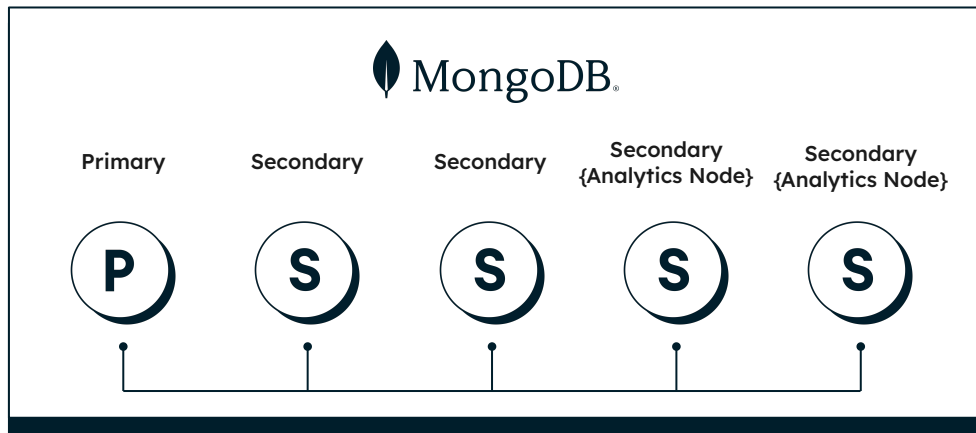 MongoDB®
Primary
Secondary
Secondary
Secondary
{Analytics Node}
Secondary
{Analytics Node}
P
S
S
S
S